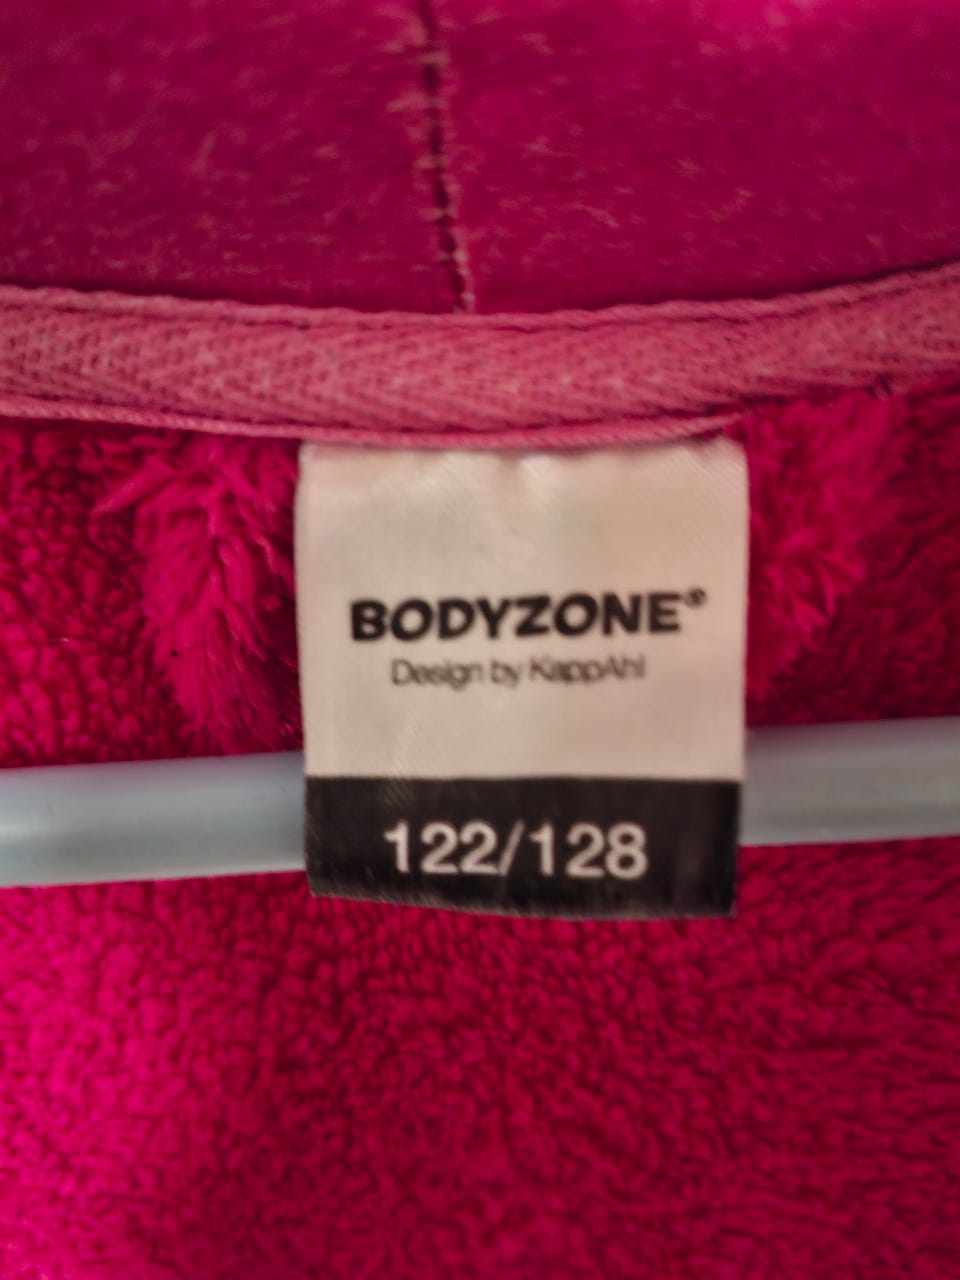 BODYZONE®
Design by KappAhl
122/128